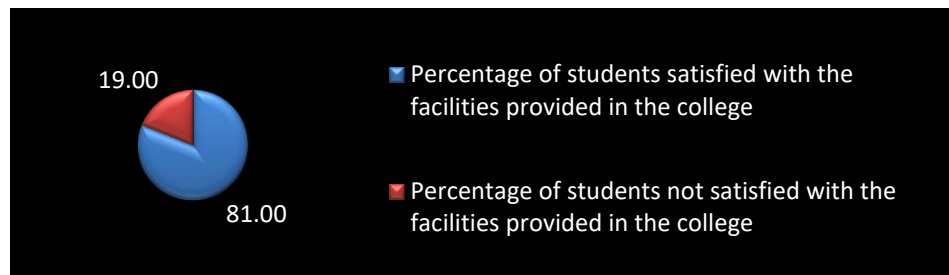 19.00
81.00
Percentage of students satisfied with the
facilities provided in the college
Percentage of students not satisfied with the
facilities provided in the college